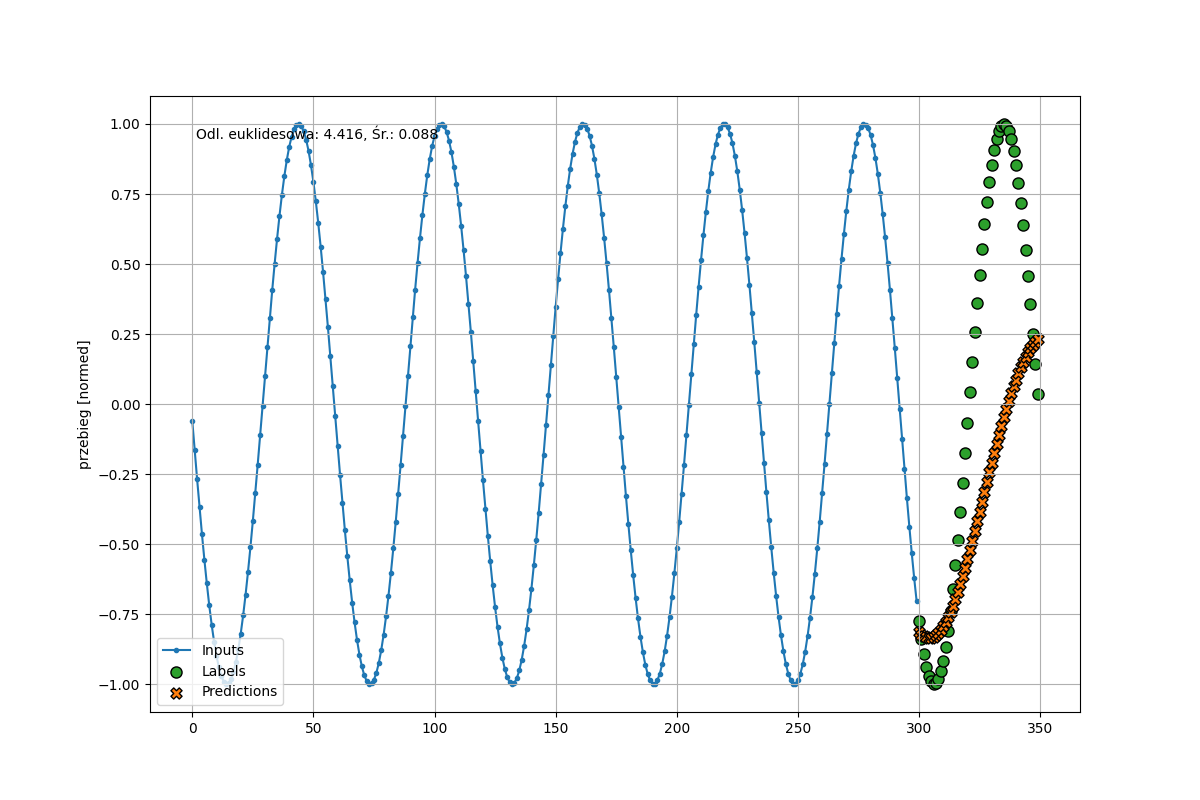 Odl. euklidesowa: 4.416, Śr.: 0.088
przebieg [normed]
1.00
0.75
0.50
0.25
0.00
−0.25
−0.50
−0.75
−1.00
Inputs
Labels
Predictions
0 50 100 150 200 250 300 350